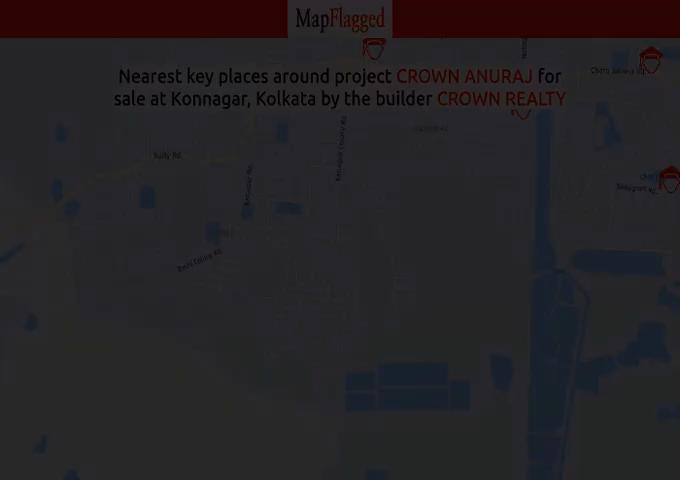 MapFlagged
Nearest key places around project CROWN ANURAJ for
sale at Konnagar, Kolkata by the builder CROWN REALTY